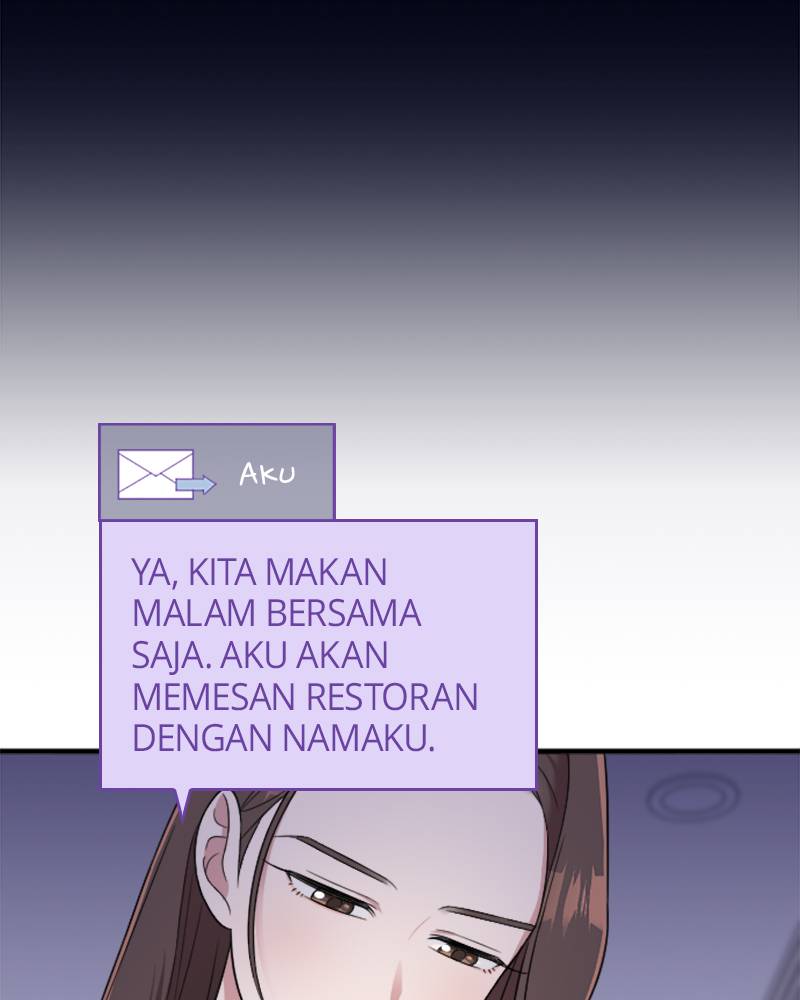 AKU
YA, KITA MAKAN
MALAM BERSAMA
SAJA. AKU AKAN
MEMESAN RESTORAN
DENGAN NAMAKU.